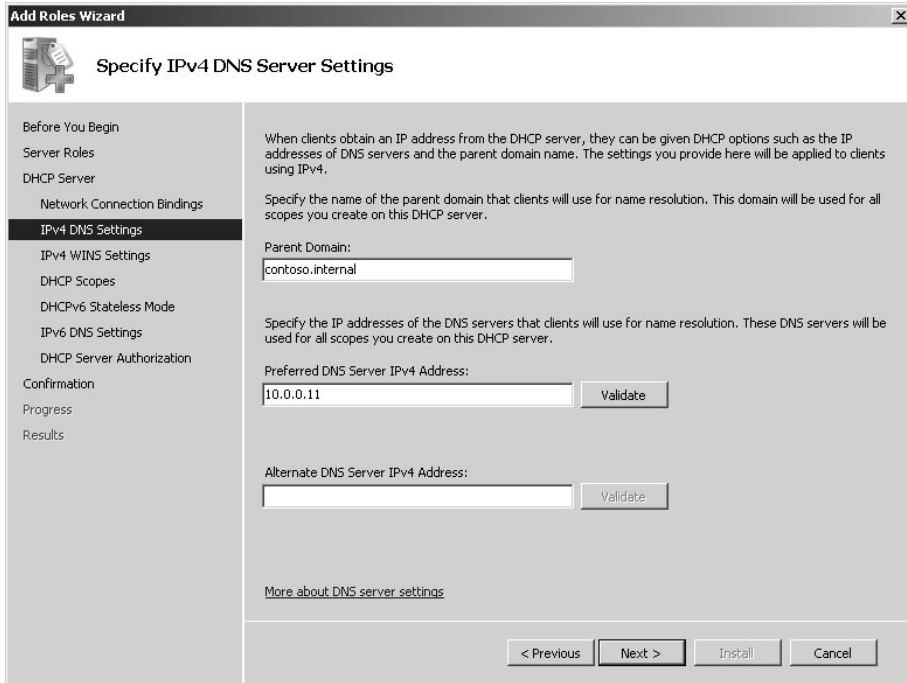 Add Roles Wizard
Specify IPv4 DNS Server Settings
Before You Begin
Server Roles
DHCP Server
Network Connection Bindings
IPv4 DNS Settings
IPv4 WINS Settings
DHCP Scopes
DHCPv6 Stateless Mode
IPv6 DNS Settings
DHCP Server Authorization
Confirmation
Progress
Results
When clients obtain an IP address from the DHCP server, they can be given DHCP options such as the IP
addresses of DNS servers and the parent domain name. The settings you provide here will be applied to clients
using IPv4.
Specify the name of the parent domain that clients will use for name resolution. This domain will be used for all
scopes you create on this DHCP server.
Parent Domain:
contoso.internal
Specify the IP addresses of the DNS servers that clients will use for name resolution. These DNS servers will be
used for all scopes you create on this DHCP server.
Preferred DNS Server IPv4 Address:
10.0.0.11
Validate
Alternate DNS Server IPv4 Address:
Validate
More about DNS server settings
< Previous
Next >
Install
Cancel